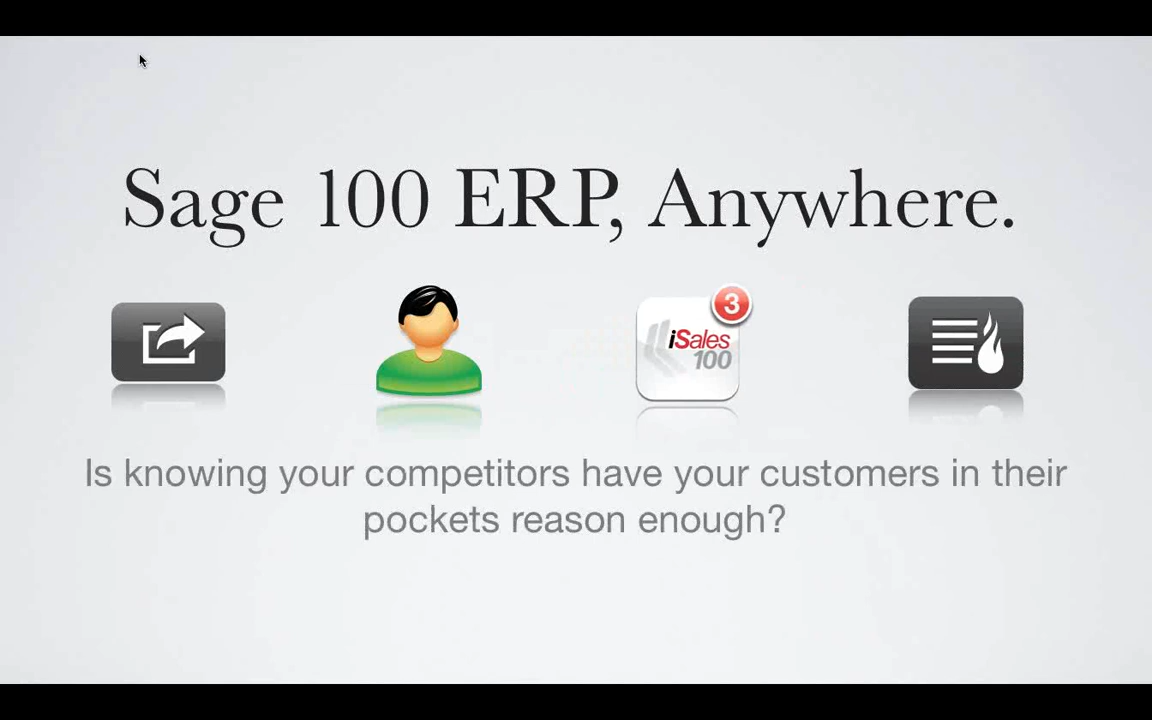 Sage 100 ERP, Anywhere.
3
iSales
100
Is knowing your competitors have your customers in their
pockets reason enough?